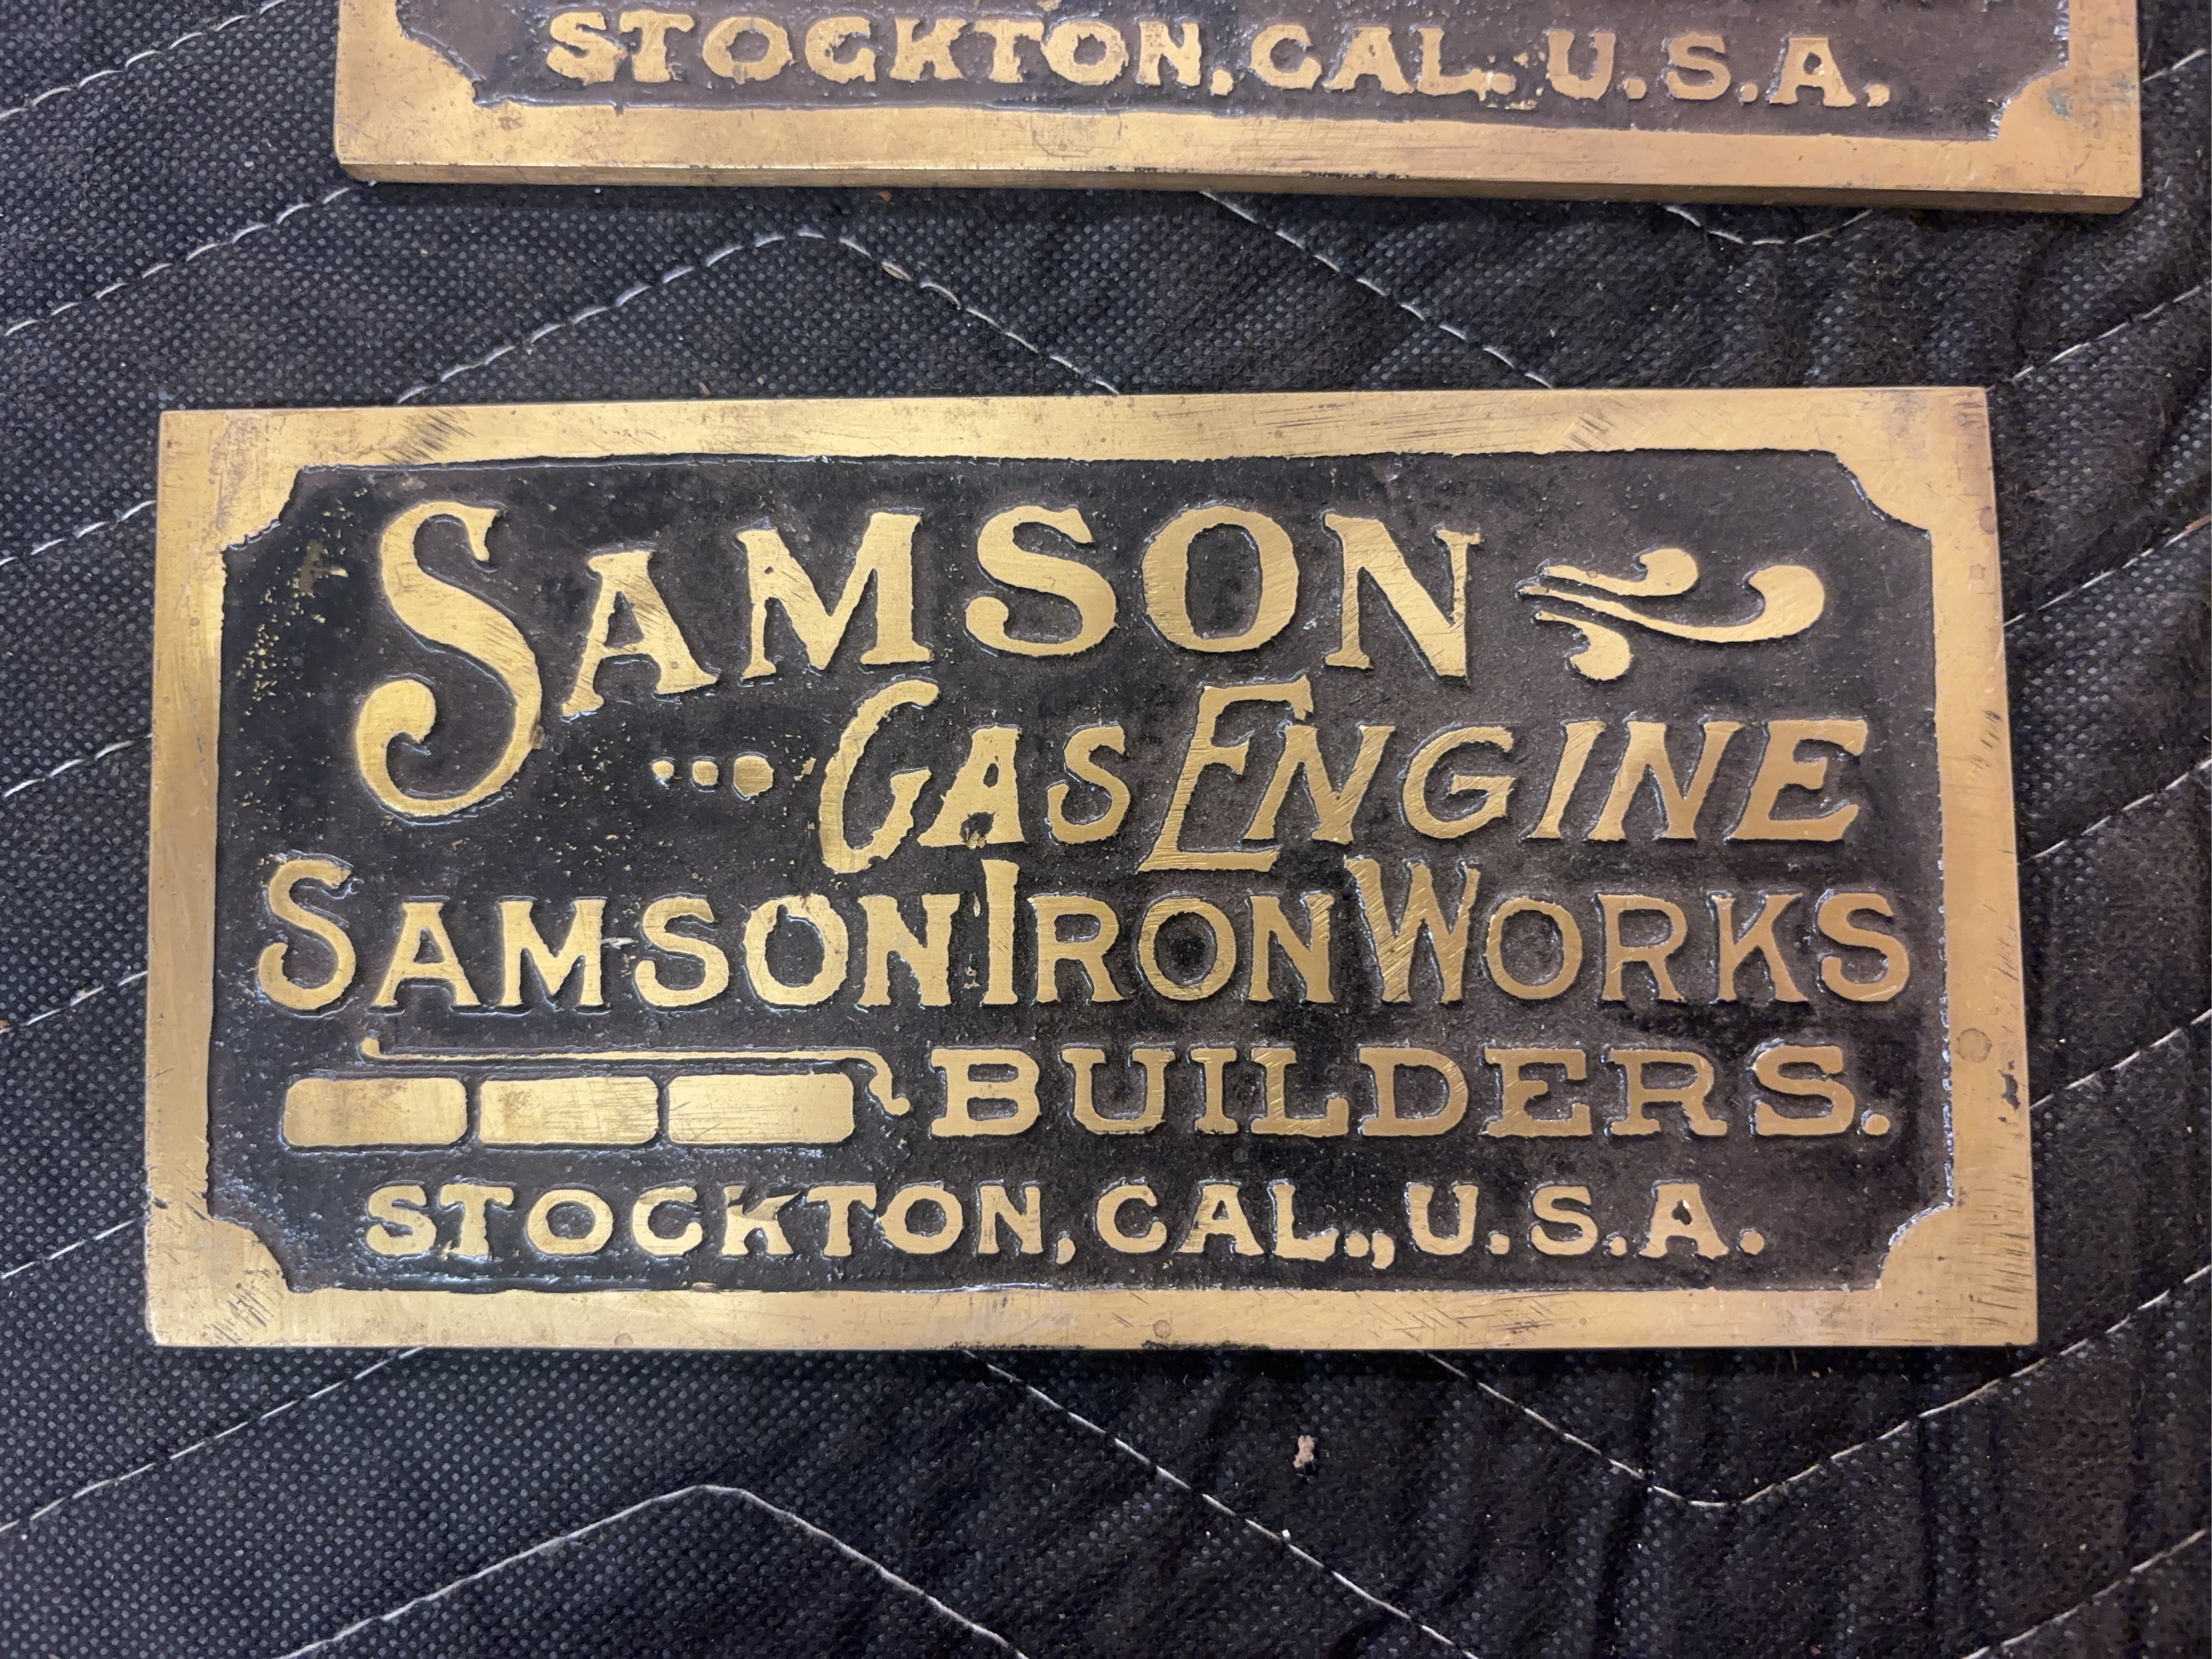 STOCKTON, CAL. U.S.A.
SAMSON
...GAS ENGINE
SAMSON IRON WORKS
BUILDERS.
STOCKTON, CAL., U.S.A.